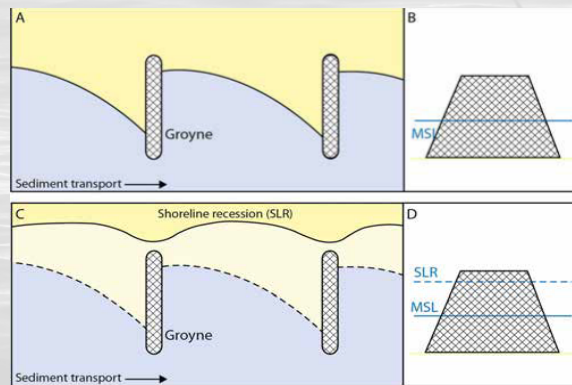 A
B
Groyne
MSL
Sediment transport
C
Shoreline recession (SLR)
D
SLR
MSL
Groyne
Sediment transport